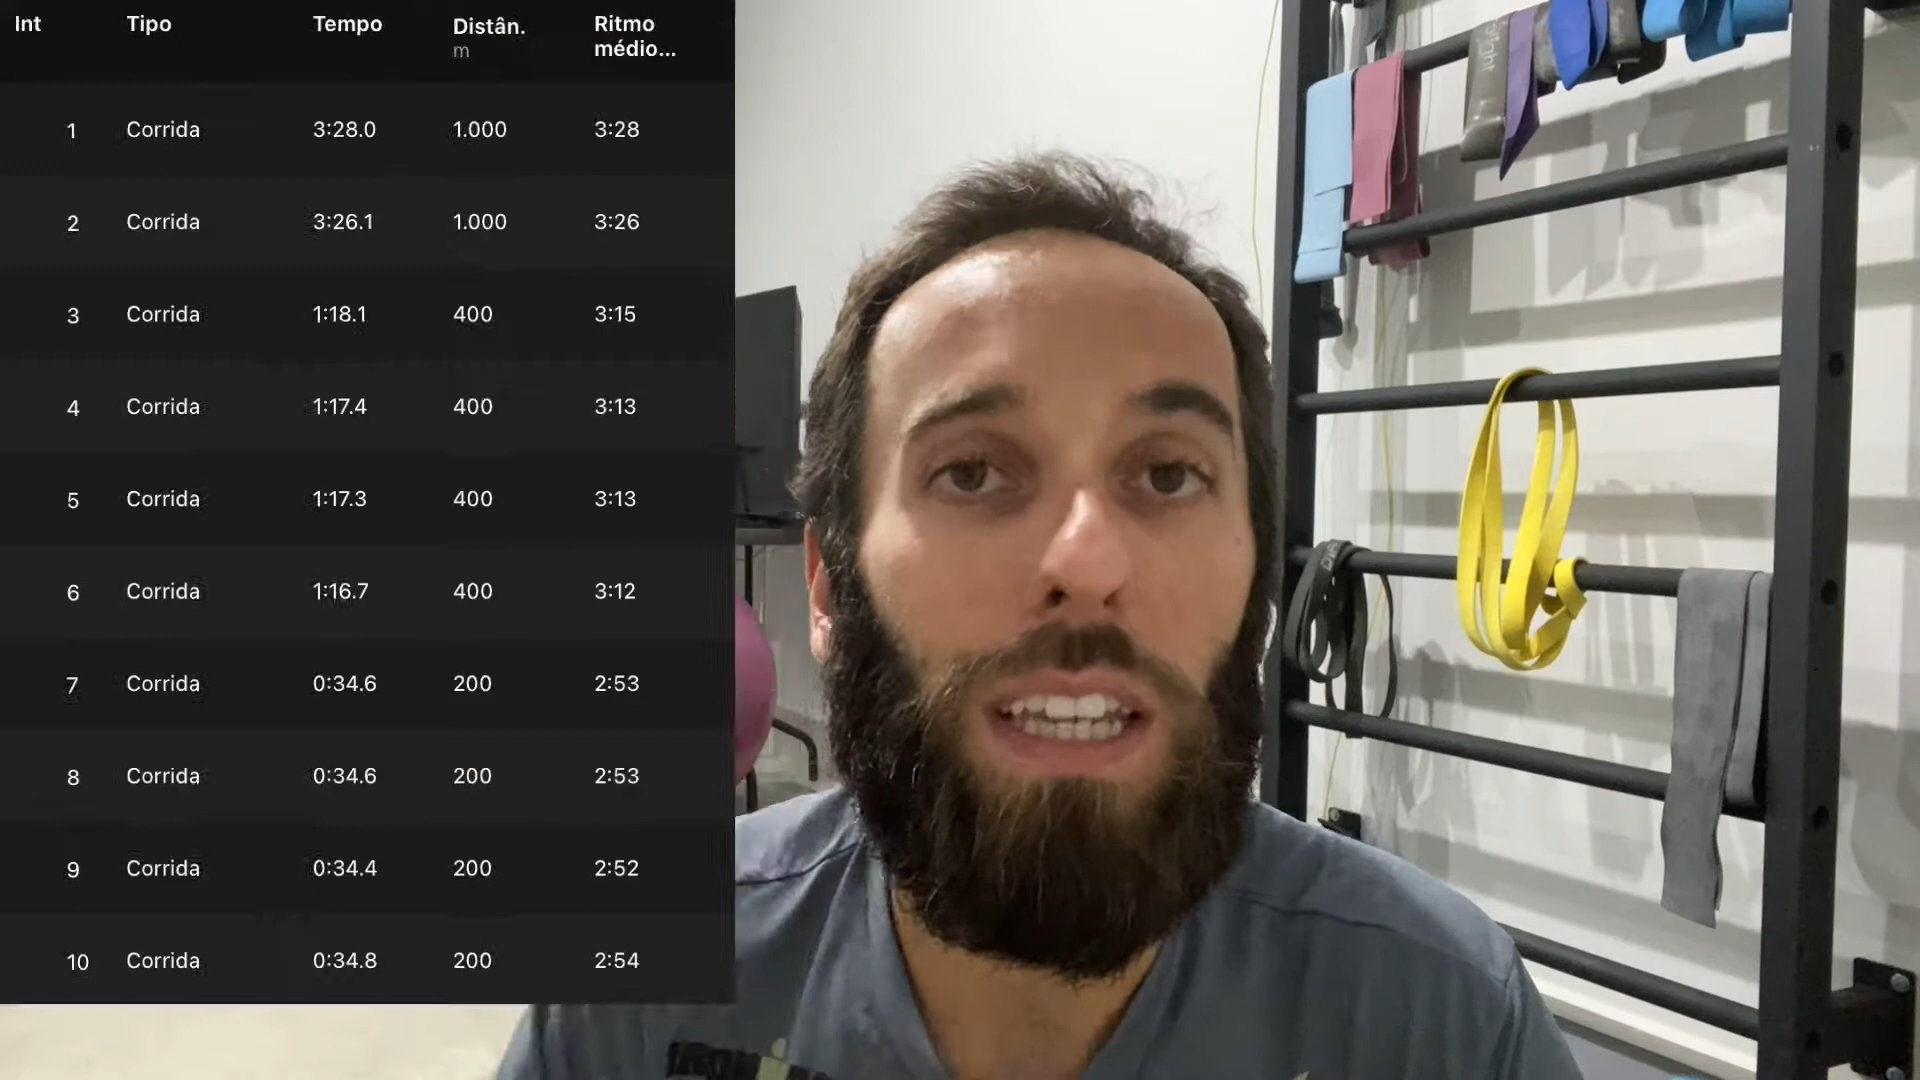 Int Tipo Tempo Distân. Ritmo
m médio...
1 Corrida 3:28.0 1.000 3:28
2 Corrida 3:26.1 1.000 3:26
3 Corrida 1:18.1 400 3:15
4 Corrida 1:17.4 400 3:13
5 Corrida 1:17.3 400 3:13
6 Corrida 1:16.7 400 3:12
7 Corrida 0:34.6 200 2:53
8 Corrida 0:34.6 200 2:53
9 Corrida 0:34.4 200 2:52
10 Corrida 0:34.8 200 2:54